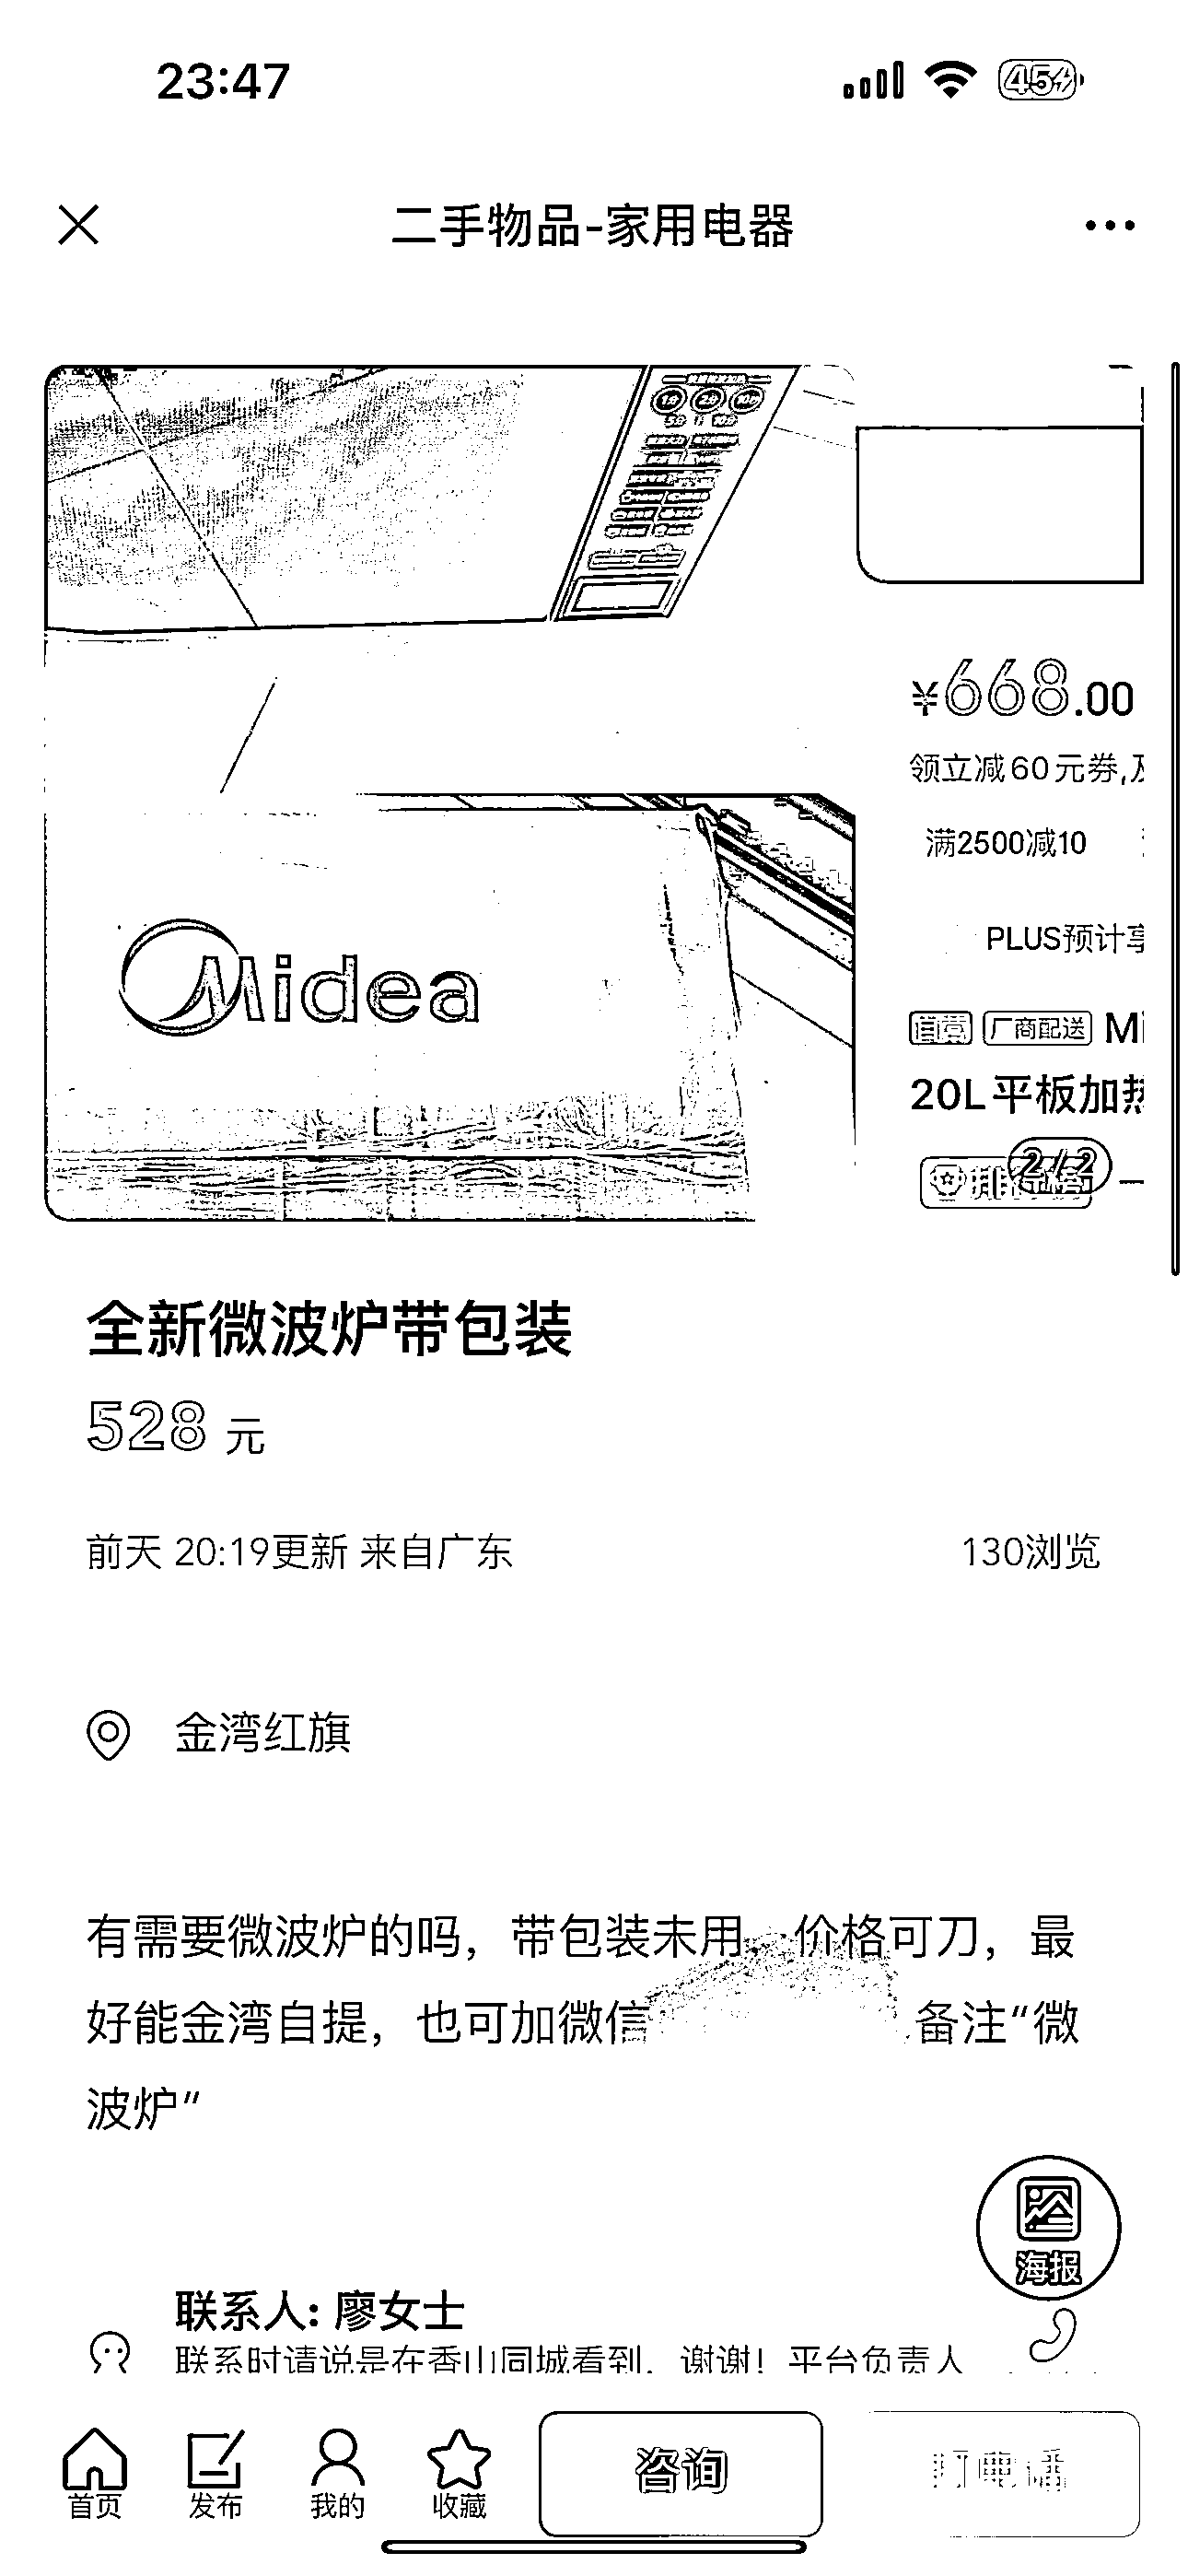 23:47
45
二手物品-家用电器
¥668.00
领立减60元券,及
满2500减10
PLUS预计享
自营 厂商配送 Mi
20L平板加热
2/2
Midea
全新微波炉带包装
528 元
前天 20:19更新 来自广东
130浏览
金湾红旗
有需要微波炉的吗，带包装未用 价格可刀，最
好能金湾自提，也可加微信 备注“微
波炉”
海报
联系人: 廖女士
联系时请说是在香山同城看到，谢谢！平台负责人
首页
发布
我的
收藏
咨询
打电话